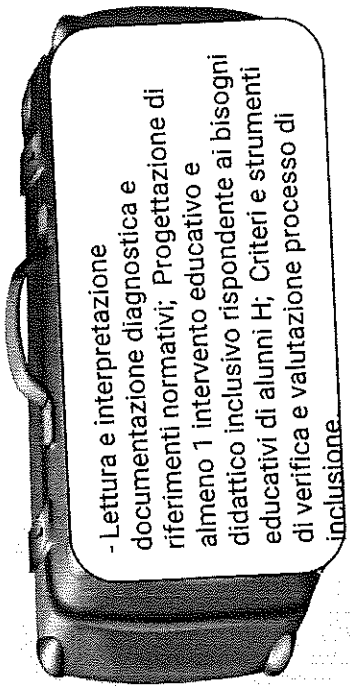 - Lettura e interpretazione
documentazione diagnostica e
riferimenti normativi; Progettazione di
almeno 1 intervento educativo e
didattico inclusivo rispondente ai bisogni
educativi di alunni H; Criteri e strumenti
di verifica e valutazione processo di
inclusione